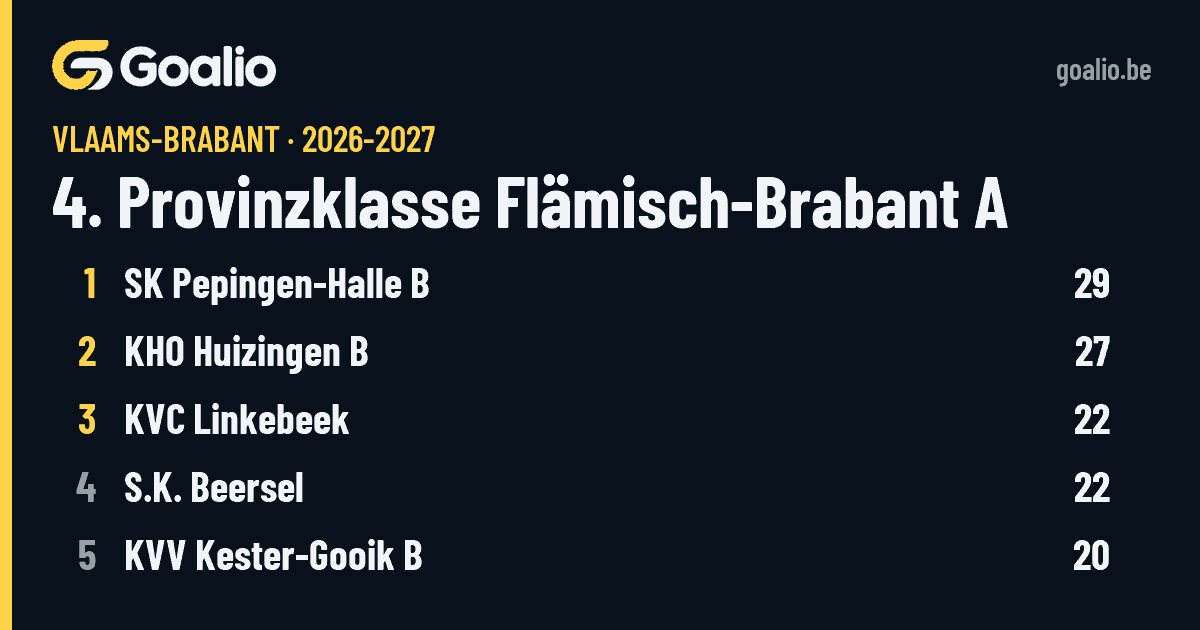 Goalio
goalio.be
VLAAMS-BRABANT · 2026-2027
4. Provinzklasse Flämisch-Brabant A
1 SK Pepingen-Halle B 29
2 KHO Huizingen B 27
3 KVC Linkebeek 22
4 S.K. Beersel 22
5 KVV Kester-Gooik B 20